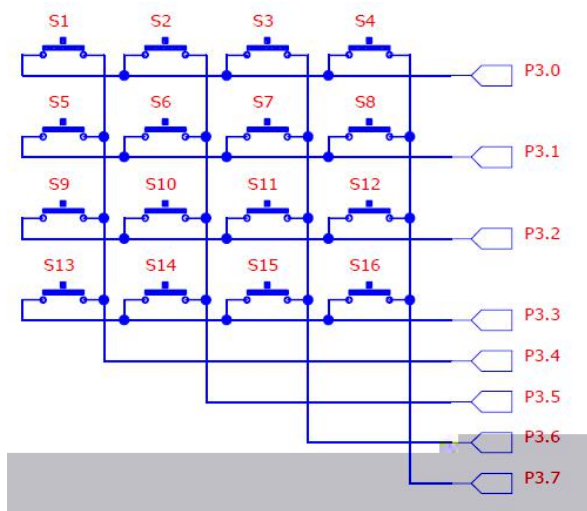 S1 S2 S3 S4
P3.0
S5 S6 S7 S8
P3.1
S9 S10 S11 S12
P3.2
S13 S14 S15 S16
P3.3
P3.4
P3.5
P3.6
P3.7